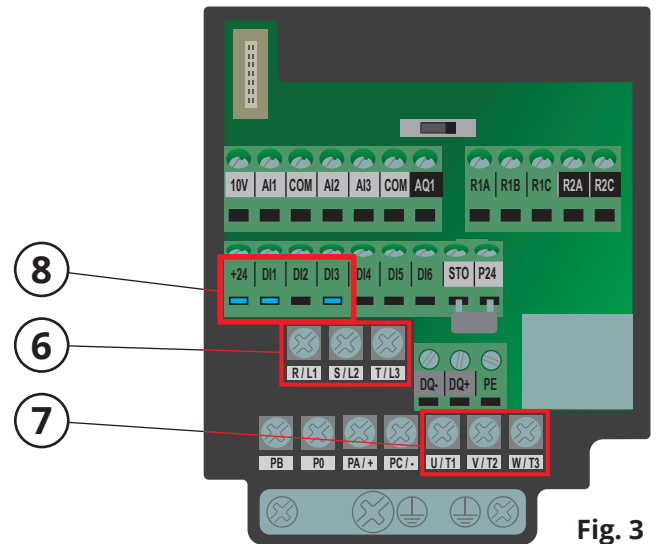 10V AI1 COM AI2 AI3 COM AQ1 R1A R1B R1C R2A R2C
8
+24 DI1 DI2 DI3 DI4 DI5 DI6 STO P24
6
R / L1 S / L2 T / L3
DQ- DQ+ PE
7
PB P0 PA / + PC / - U / T1 V / T2 W / T3
Fig. 3